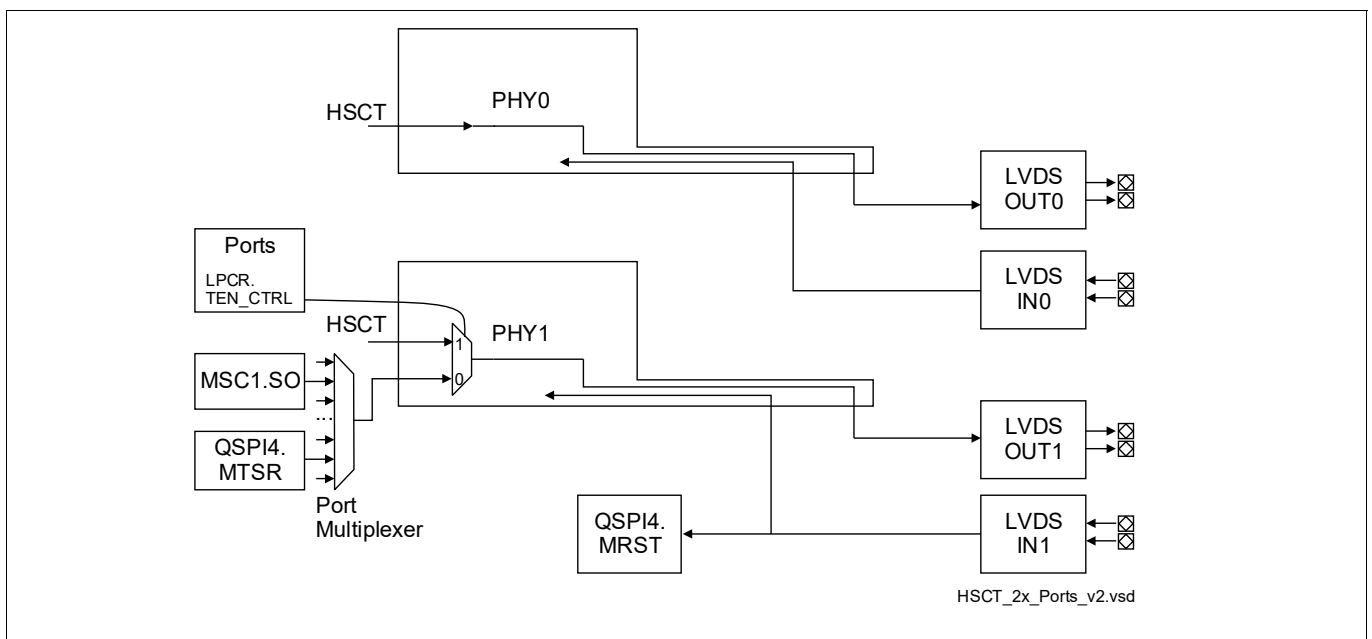 HSCT
PHY0
LVDS
OUT0
LVDS
IN0
Ports
LPCR.
TEN_CTRL
HSCT
1
PHY1
0
MSC1.SO
...
QSPI4.
MTSR
Port
Multiplexer
LVDS
OUT1
QSPI4.
MRST
LVDS
IN1
HSCT_2x_Ports_v2.vsd